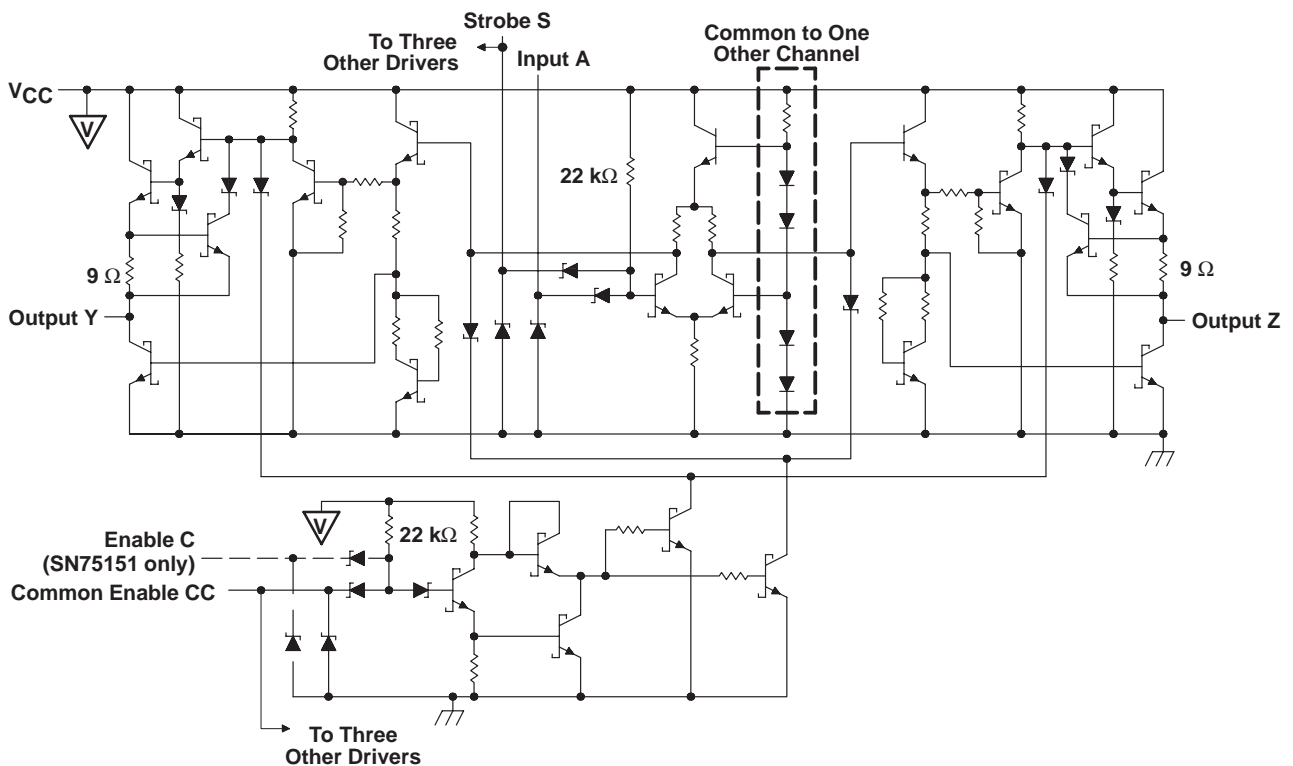 Strobe S
To Three
Other Drivers
Input A
Common to One
Other Channel
VCC
V
22 kΩ
9 Ω
9 Ω
Output Y
Output Z
V
22 kΩ
Enable C
(SN75151 only)
Common Enable CC
To Three
Other Drivers